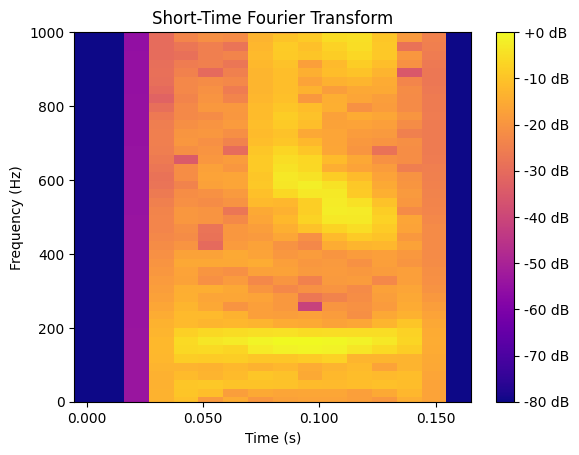 Short-Time Fourier Transform
1000
800
600
400
200
0
Frequency (Hz)
0.000
0.050
0.100
0.150
Time (s)
+0 dB
-10 dB
-20 dB
-30 dB
-40 dB
-50 dB
-60 dB
-70 dB
-80 dB